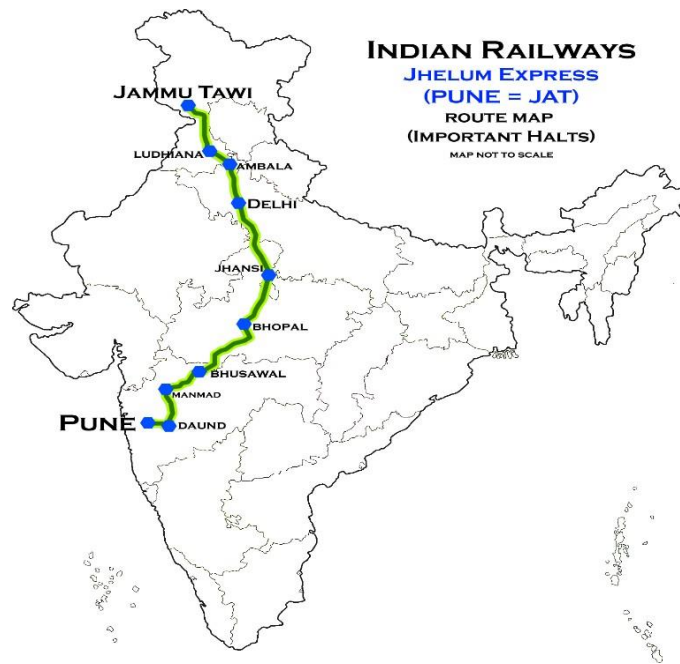 Indian Railways
Jhelum Express
(Pune = JAT)
route map
(Important Halts)
map not to scale
Jammu Tawi
Ludhiana
Ambala
Delhi
Jhansi
Bhopal
Bhusawal
Manmad
Pune
Daund